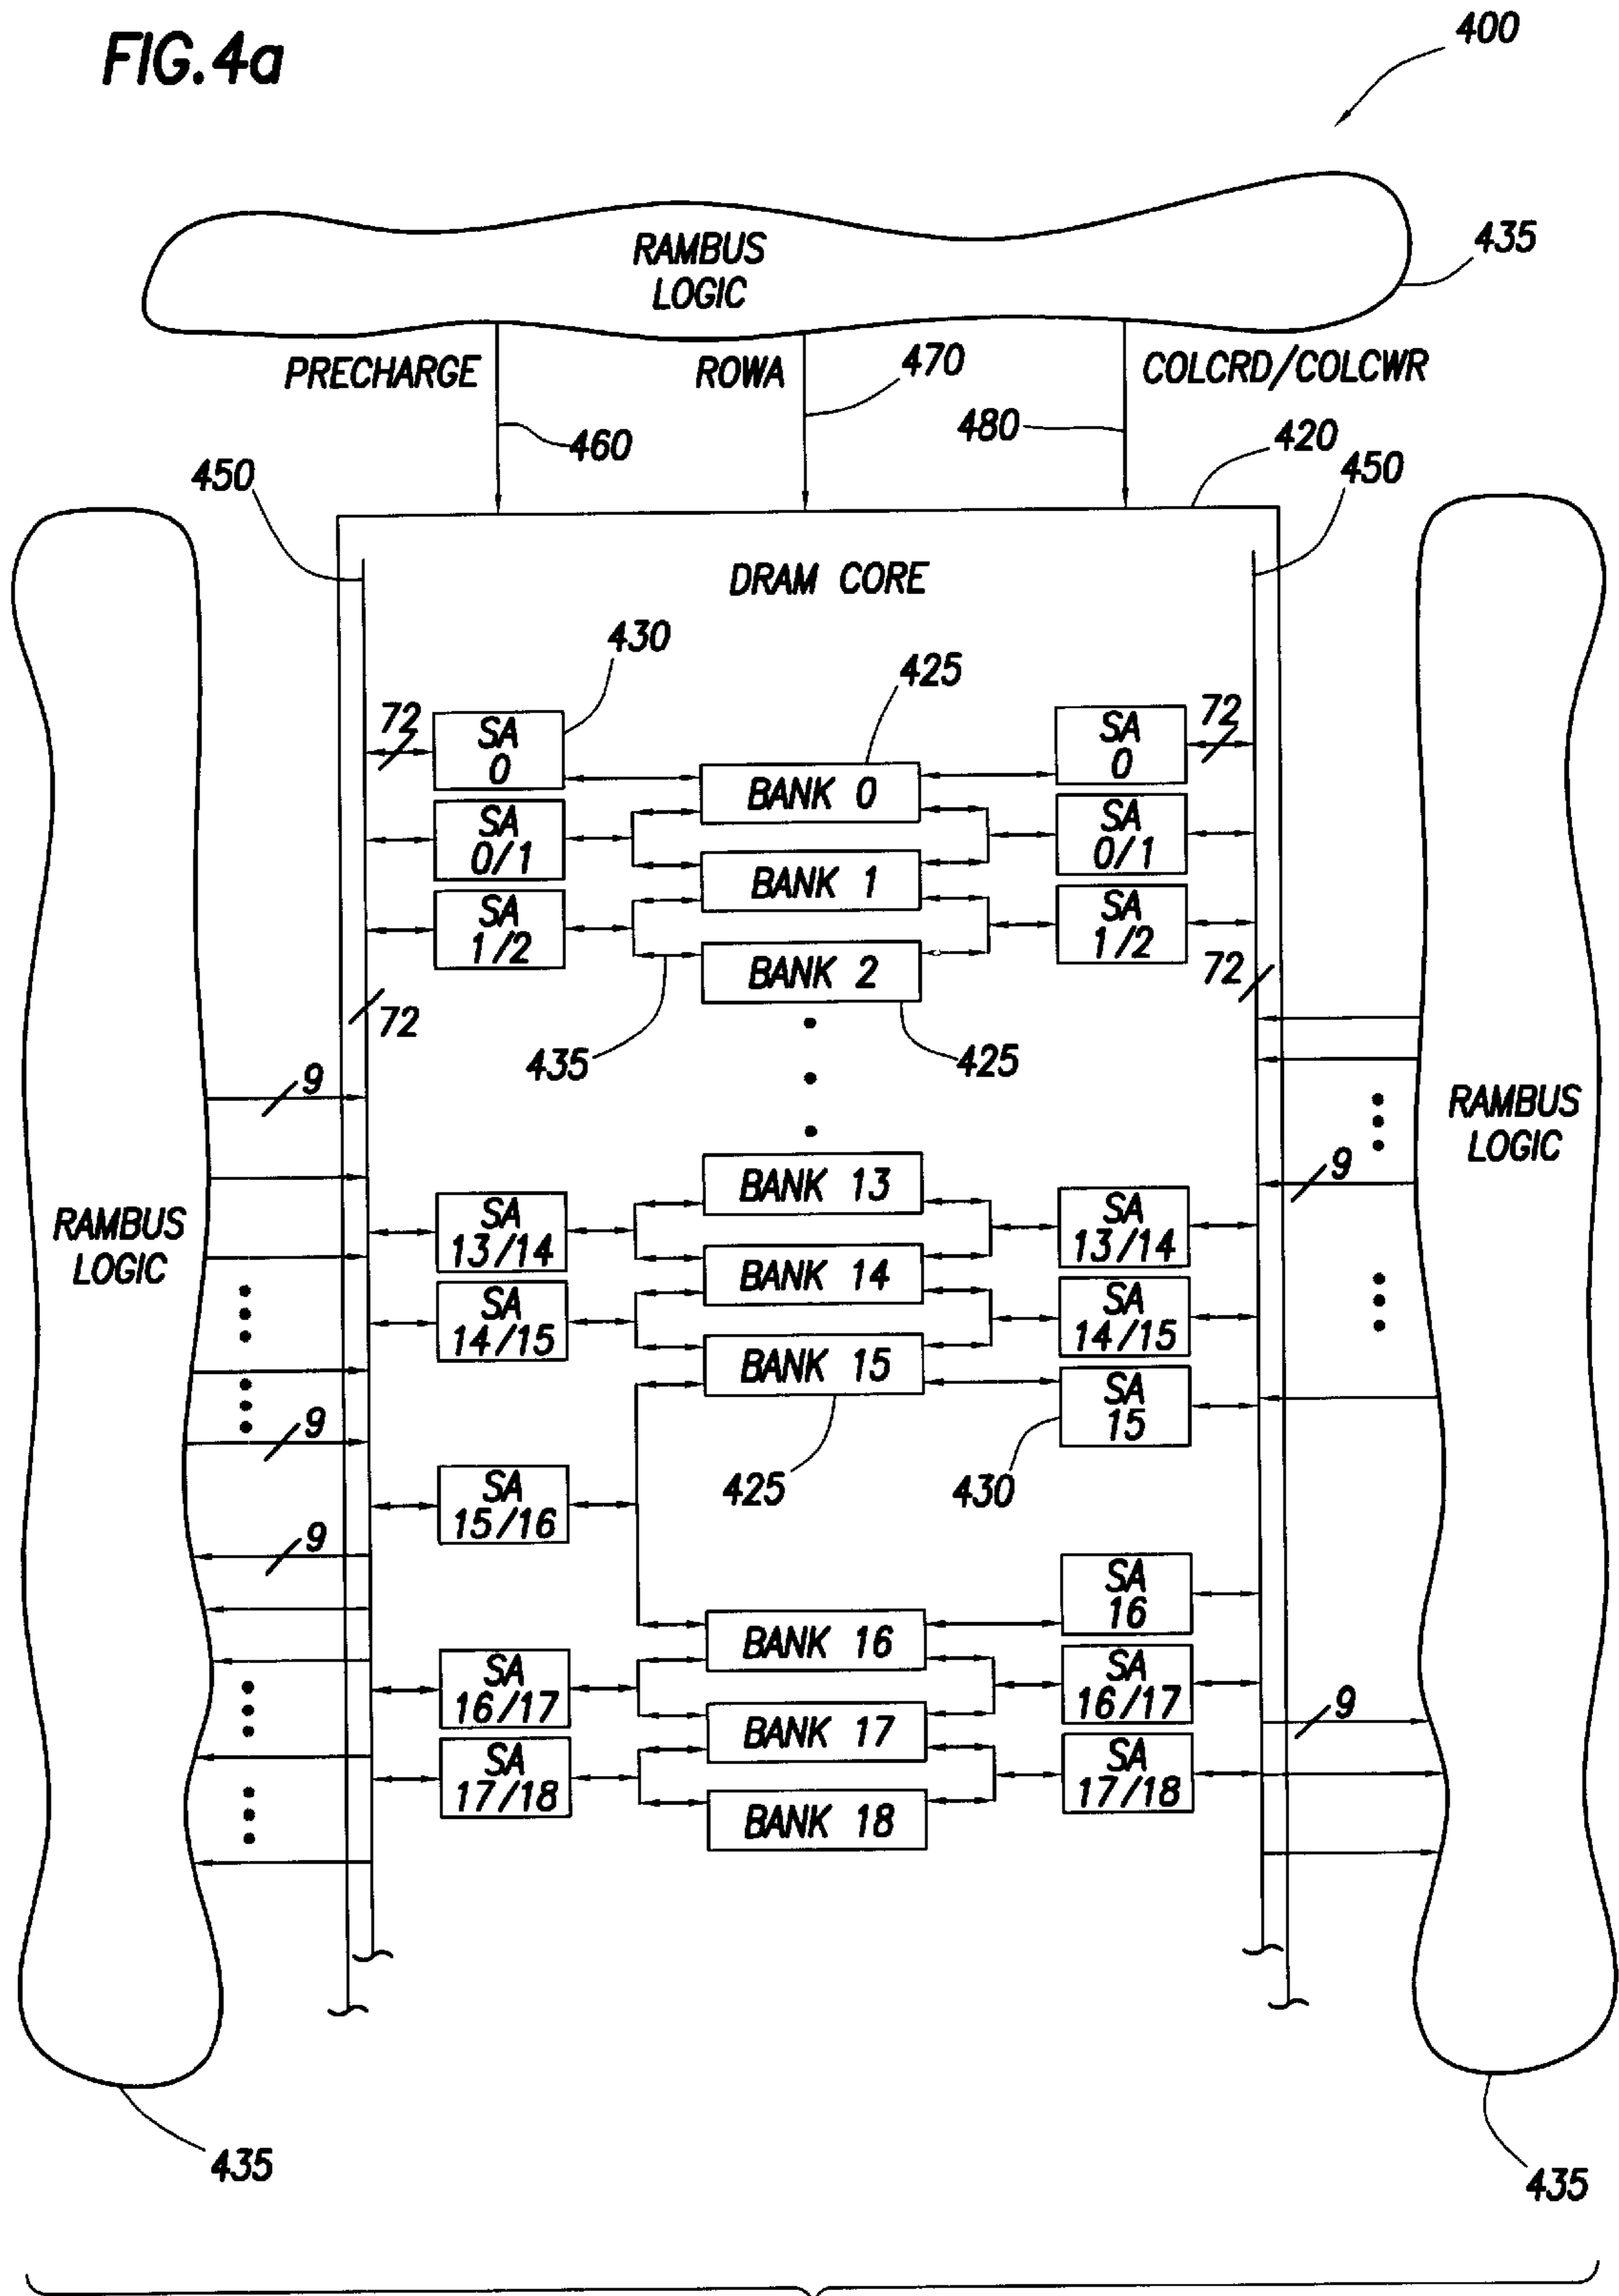 FIG.4a
400
RAMBUS
LOGIC
435
PRECHARGE
ROWA
470
COLCRD/COLCWR
460
480
420
450
450
DRAM CORE
430
425
72
SA
0
SA
0
72
BANK 0
SA
0/1
SA
0/1
BANK 1
SA
1/2
SA
1/2
BANK 2
72
72
435
425
9
RAMBUS
LOGIC
BANK 13
9
RAMBUS
LOGIC
SA
13/14
SA
13/14
BANK 14
SA
14/15
SA
14/15
BANK 15
SA
15
9
425
430
SA
15/16
9
SA
16
BANK 16
SA
16/17
SA
16/17
9
BANK 17
SA
17/18
SA
17/18
BANK 18
435
435